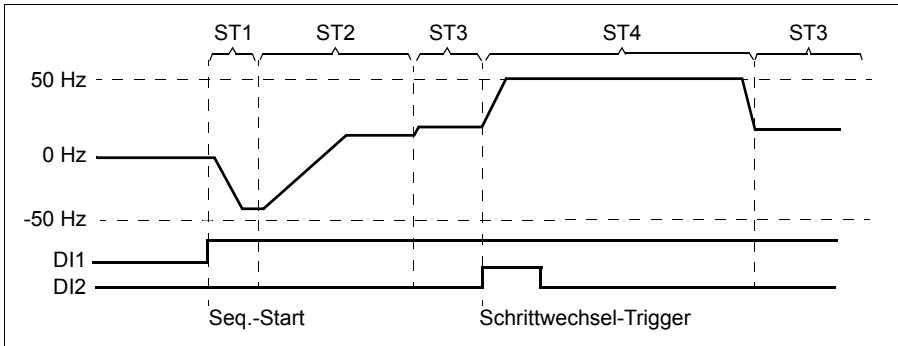 ST1 ST2 ST3 ST4 ST3
50 Hz
0 Hz
-50 Hz
DI1
DI2
Seq.-Start Schrittwechsel-Trigger